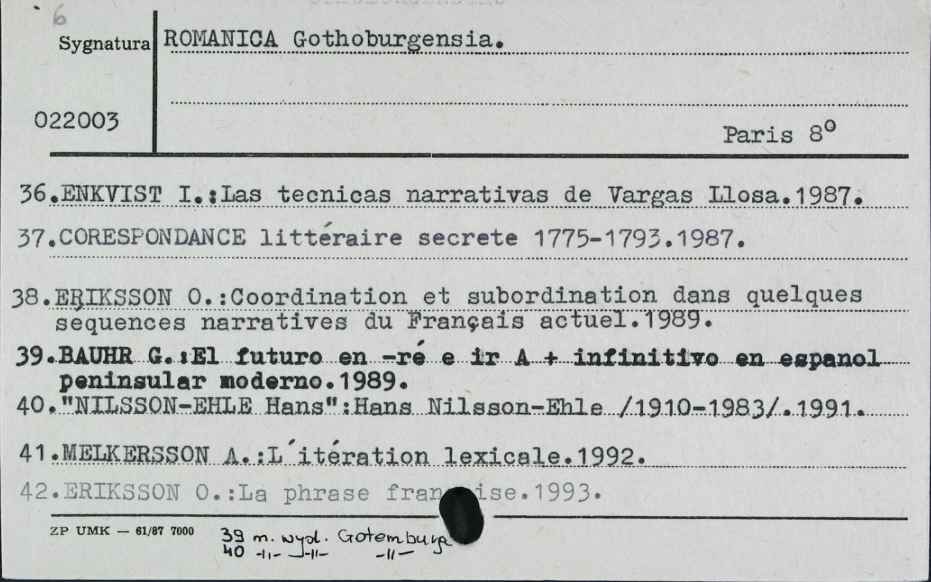 6
Sygnatura ROMANICA Gothoburgensia.
022003
Paris 8º
36.ENKVIST I.:Las tecnicas narrativas de Vargas Llosa.1987.
37.CORESPONDANCE littéraire secrete 1775-1793.1987.
38.ERIKSSON O.:Coordination et subordination dans quelques
sequences narratives du Français actuel.1989.
39.BAUHR G.:El futuro en -ré e ir A + infinitivo en espanol
peninsular moderno.1989.
40."NILSSON-EHLE Hans":Hans Nilsson-Ehle /1910-1983/.1991.
41.MELKERSSON A.:L´itération lexicale.1992.
42.ERIKSSON O.:La phrase fran ise.1993.
ZP UMK — 61/87 7000
39 m. wyd. Gotemburg
40 -||- -||- -||-